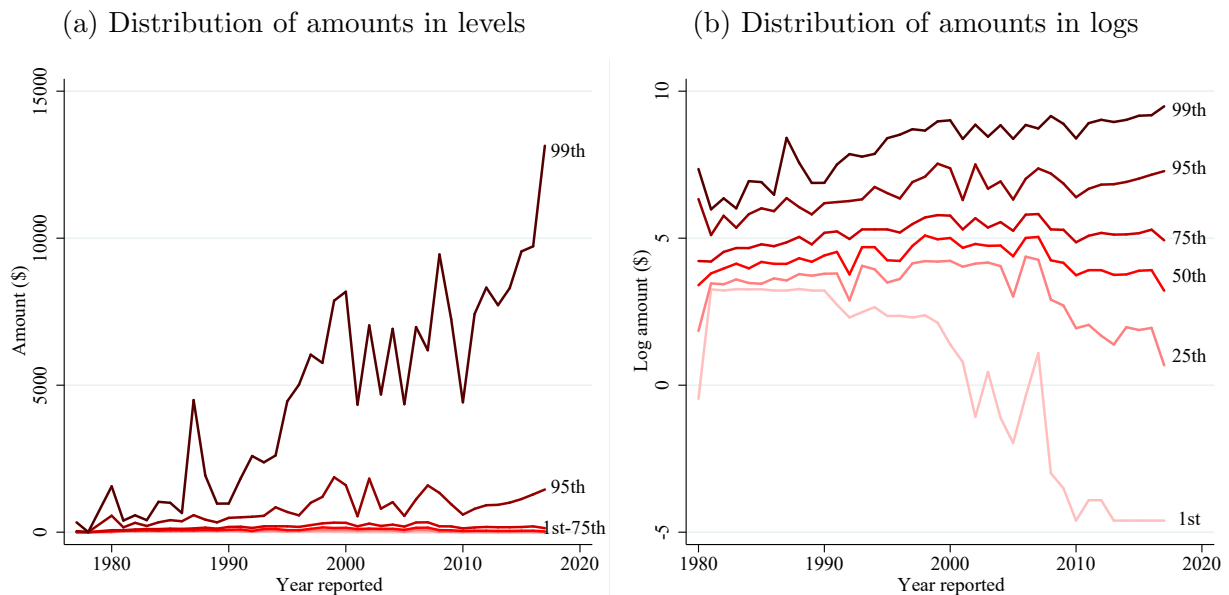 (a) Distribution of amounts in levels
15000
10000
5000
0
Amount ($)
99th
95th
1st-75th
1980 1990 2000 2010 2020
Year reported
(b) Distribution of amounts in logs
10
5
0
-5
Log amount ($)
99th
95th
75th
50th
25th
1st
1980 1990 2000 2010 2020
Year reported